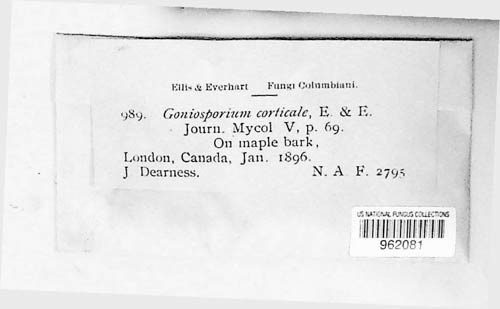 Ellis & Everhart Fungi Columbiani.
989. Goniosporium corticale, E. & E.
Journ. Mycol V, p. 69.
On maple bark,
London, Canada, Jan. 1896.
J Dearness. N. A F. 2795
US NATIONAL FUNGUS COLLECTIONS
962081